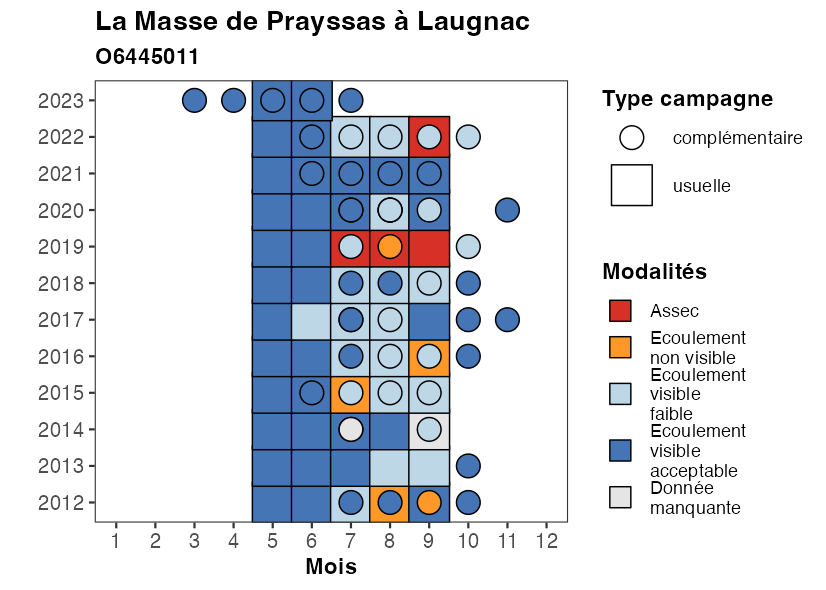 La Masse de Prayssas à Laugnac
O6445011
2023
2022
2021
2020
2019
2018
2017
2016
2015
2014
2013
2012
1 2 3 4 5 6 7 8 9 10 11 12
Mois
Type campagne
complémentaire
usuelle
Modalités
Assec
Ecoulement
non visible
Ecoulement
visible
faible
Ecoulement
visible
acceptable
Donnée
manquante